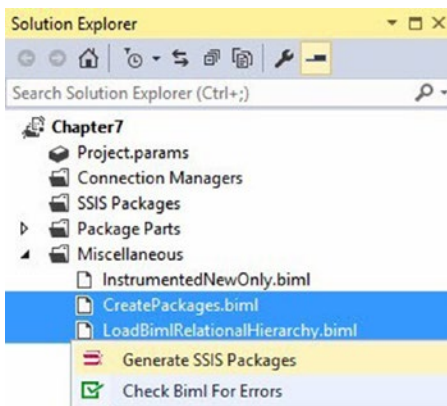 Solution Explorer
Search Solution Explorer (Ctrl+;)
Chapter7
Project.params
Connection Managers
SSIS Packages
Package Parts
Miscellaneous
InstrumentedNewOnly.biml
CreatePackages.biml
LoadBimlRelationalHierarchy.biml
Generate SSIS Packages
Check Biml For Errors